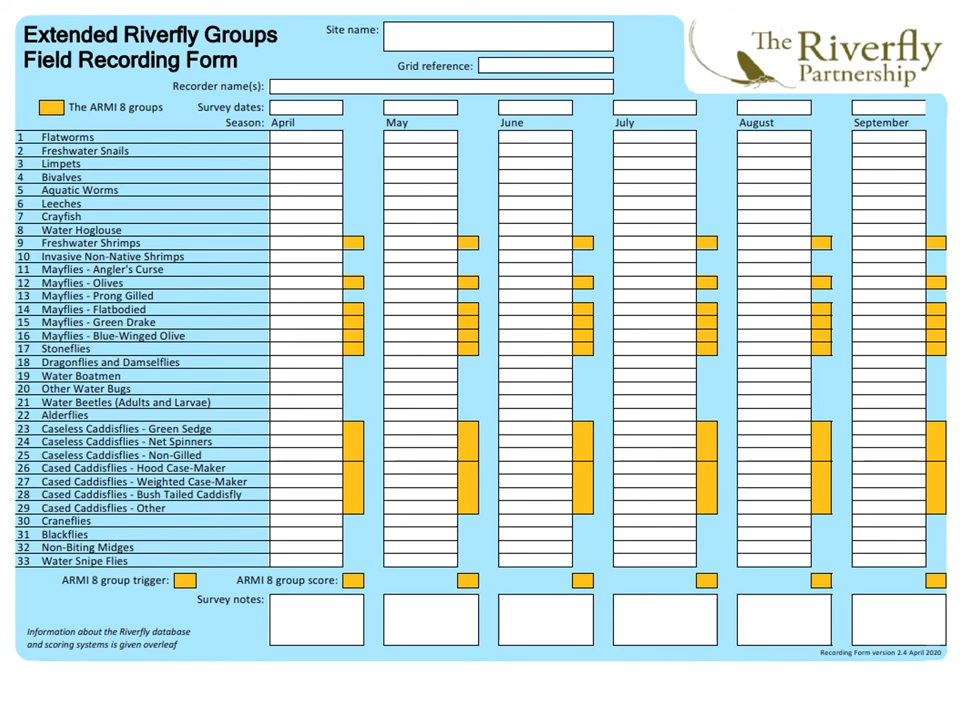 Extended Riverfly Groups
Field Recording Form
Site name:
Grid reference:
Recorder name(s):
The Riverfly
Partnership
The ARMI 8 groups Survey dates:
Season: April May June July August September
1 Flatworms
2 Freshwater Snails
3 Limpets
4 Bivalves
5 Aquatic Worms
6 Leeches
7 Crayfish
8 Water Hoglouse
9 Freshwater Shrimps
10 Invasive Non-Native Shrimps
11 Mayflies - Angler's Curse
12 Mayflies - Olives
13 Mayflies - Prong Gilled
14 Mayflies - Flatbodied
15 Mayflies - Green Drake
16 Mayflies - Blue-Winged Olive
17 Stoneflies
18 Dragonflies and Damselflies
19 Water Boatmen
20 Other Water Bugs
21 Water Beetles (Adults and Larvae)
22 Alderflies
23 Caseless Caddisflies - Green Sedge
24 Caseless Caddisflies - Net Spinners
25 Caseless Caddisflies - Non-Gilled
26 Cased Caddisflies - Hood Case-Maker
27 Cased Caddisflies - Weighted Case-Maker
28 Cased Caddisflies - Bush Tailed Caddisfly
29 Cased Caddisflies - Other
30 Craneflies
31 Blackflies
32 Non-Biting Midges
33 Water Snipe Flies
ARMI 8 group trigger: ARMI 8 group score:
Survey notes:
Information about the Riverfly database
and scoring systems is given overleaf
Recording Form version 2.4 April 2020